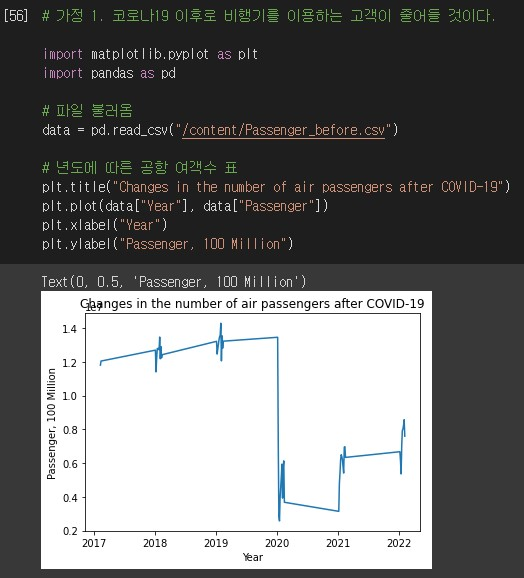 [56] # 가정 1. 코로나19 이후로 비행기를 이용하는 고객이 줄어들 것이다.
import matplotlib.pyplot as plt
import pandas as pd
# 파일 불러옴
data = pd.read_csv("/content/Passenger_before.csv")
# 년도에 따른 공항 여객수 표
plt.title("Changes in the number of air passengers after COVID-19")
plt.plot(data["Year"], data["Passenger"])
plt.xlabel("Year")
plt.ylabel("Passenger, 100 Million")
Text(0, 0.5, 'Passenger, 100 Million')
Changes in the number of air passengers after COVID-19
1e7
1.4
1.2
1.0
0.8
0.6
0.4
0.2
Passenger, 100 Million
2017 2018 2019 2020 2021 2022
Year